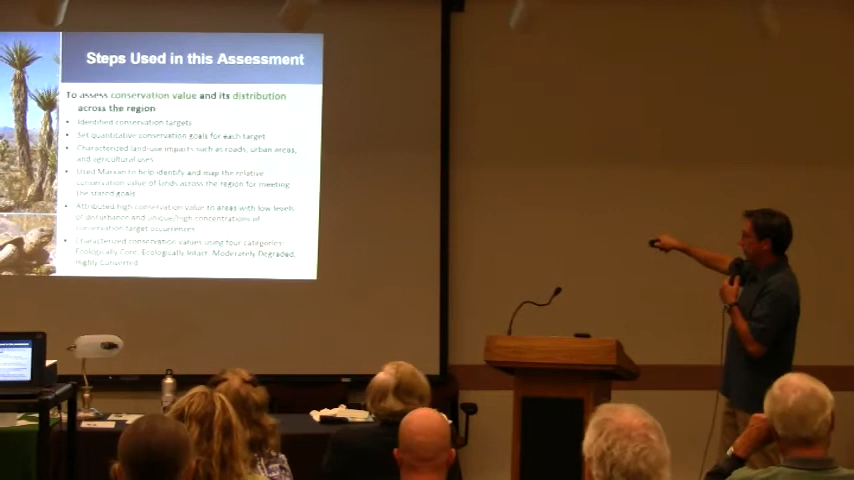 Steps Used in this Assessment
To assess conservation value and its distribution
across the region
• Identified conservation targets
• Set quantitative conservation goals for each target
• Characterized land-use impacts such as roads, urban areas,
and agricultural uses
• Used Marxan to help identify and map the relative
conservation value of lands across the region for meeting
the stated goals
• Attributed high conservation value to areas with low levels
of disturbance and unique/high concentrations of
conservation target occurrences
• Characterized conservation values using four categories:
Ecologically Core, Ecologically Intact, Moderately Degraded,
Highly Converted